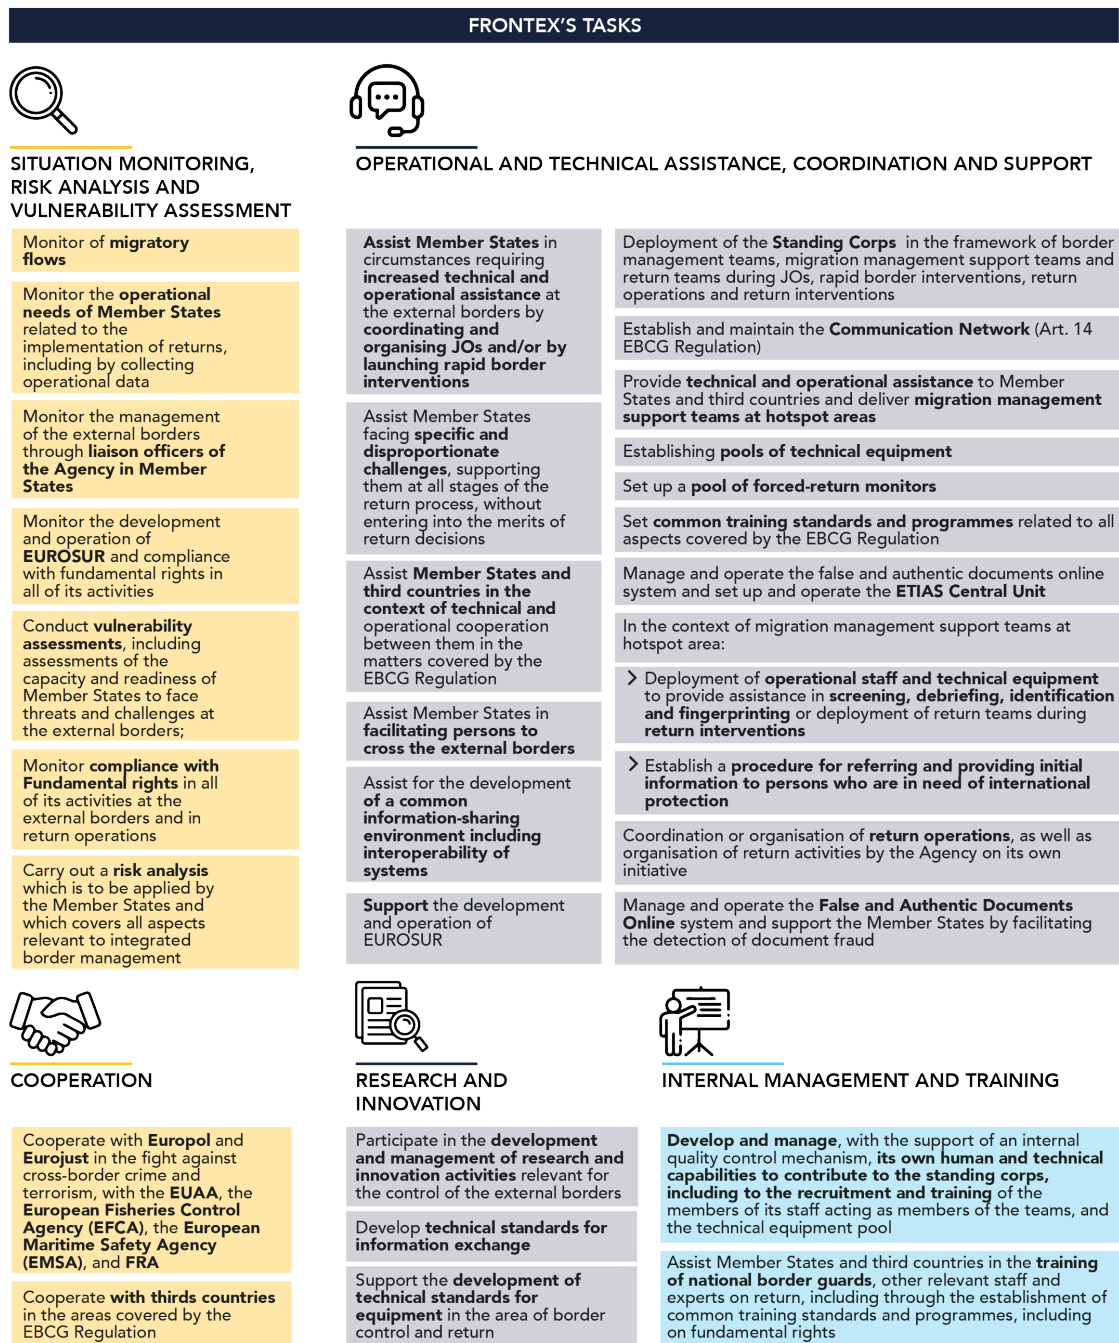 FRONTEX'S TASKS
SITUATION MONITORING,
RISK ANALYSIS AND
VULNERABILITY ASSESSMENT
Monitor of migratory
flows
Monitor the operational
needs of Member States
related to the
implementation of returns,
including by collecting
operational data
Monitor the management
of the external borders
through liaison officers of
the Agency in Member
States
Monitor the development
and operation of
EUROSUR and compliance
with fundamental rights in
all of its activities
Conduct vulnerability
assessments, including
assessments of the
capacity and readiness of
Member States to face
threats and challenges at
the external borders;
Monitor compliance with
Fundamental rights in all
of its activities at the
external borders and in
return operations
Carry out a risk analysis
which is to be applied by
the Member States and
which covers all aspects
relevant to integrated
border management
OPERATIONAL AND TECHNICAL ASSISTANCE, COORDINATION AND SUPPORT
Assist Member States in
circumstances requiring
increased technical and
operational assistance at
the external borders by
coordinating and
organising JOs and/or by
launching rapid border
interventions
Assist Member States
facing specific and
disproportionate
challenges, supporting
them at all stages of the
return process, without
entering into the merits of
return decisions
Assist Member States and
third countries in the
context of technical and
operational cooperation
between them in the
matters covered by the
EBCG Regulation
Assist Member States in
facilitating persons to
cross the external borders
Assist for the development
of a common
information-sharing
environment including
interoperability of
systems
Support the development
and operation of
EUROSUR
Deployment of the Standing Corps in the framework of border
management teams, migration management support teams and
return teams during JOs, rapid border interventions, return
operations and return interventions
Establish and maintain the Communication Network (Art. 14
EBCG Regulation)
Provide technical and operational assistance to Member
States and third countries and deliver migration management
support teams at hotspot areas
Establishing pools of technical equipment
Set up a pool of forced-return monitors
Set common training standards and programmes related to all
aspects covered by the EBCG Regulation
Manage and operate the false and authentic documents online
system and set up and operate the ETIAS Central Unit
In the context of migration management support teams at
hotspot area:
> Deployment of operational staff and technical equipment
to provide assistance in screening, debriefing, identification
and fingerprinting or deployment of return teams during
return interventions
> Establish a procedure for referring and providing initial
information to persons who are in need of international
protection
Coordination or organisation of return operations, as well as
organisation of return activities by the Agency on its own
initiative
Manage and operate the False and Authentic Documents
Online system and support the Member States by facilitating
the detection of document fraud
COOPERATION
Cooperate with Europol and
Eurojust in the fight against
cross-border crime and
terrorism, with the EUAA, the
European Fisheries Control
Agency (EFCA), the European
Maritime Safety Agency
(EMSA), and FRA
Cooperate with thirds countries
in the areas covered by the
EBCG Regulation
RESEARCH AND
INNOVATION
Participate in the development
and management of research and
innovation activities relevant for
the control of the external borders
Develop technical standards for
information exchange
Support the development of
technical standards for
equipment in the area of border
control and return
INTERNAL MANAGEMENT AND TRAINING
Develop and manage, with the support of an internal
quality control mechanism, its own human and technical
capabilities to contribute to the standing corps,
including to the recruitment and training of the
members of its staff acting as members of the teams, and
the technical equipment pool
Assist Member States and third countries in the training
of national border guards, other relevant staff and
experts on return, including through the establishment of
common training standards and programmes, including
on fundamental rights